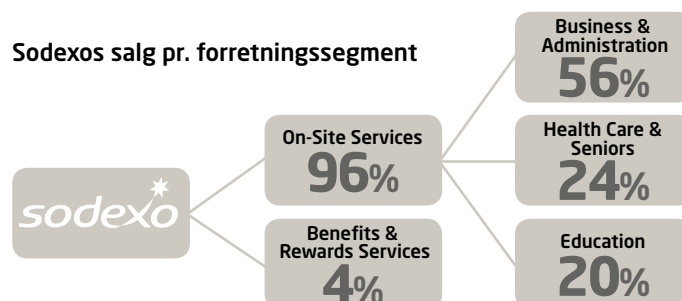 Sodexos salg pr. forretningssegment
sodexo
On-Site Services
96%
Benefits &
Rewards Services
4%
Business &
Administration
56%
Health Care &
Seniors
24%
Education
20%